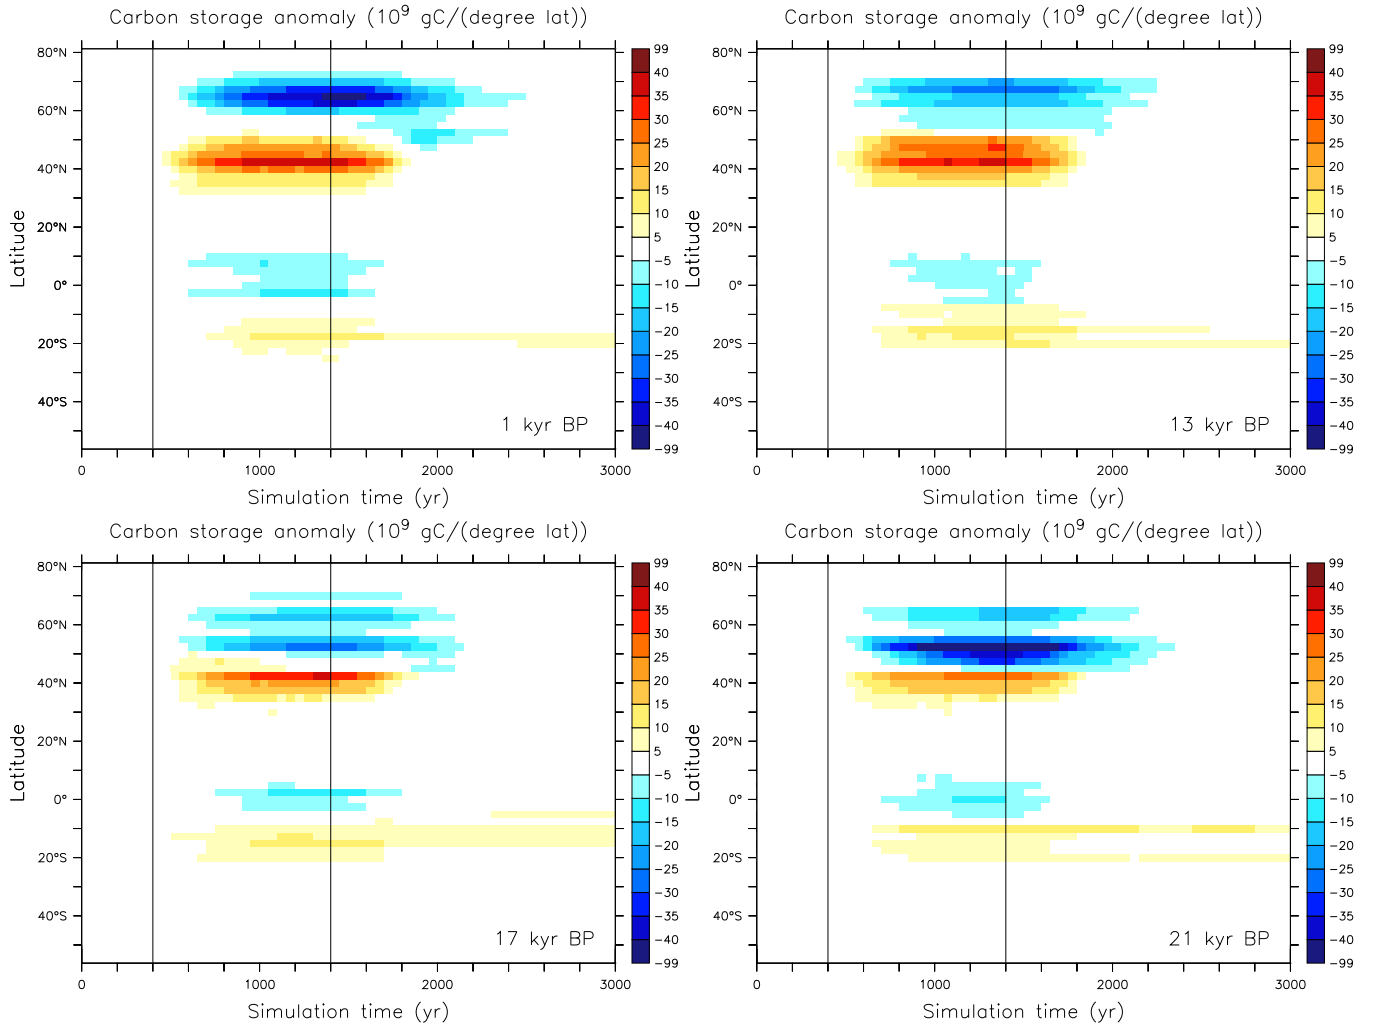 Carbon storage anomaly (10⁹ gC/(degree lat))
80°N
60°N
40°N
20°N
0°
20°S
40°S
Latitude
0
1000
2000
3000
Simulation time (yr)
1 kyr BP
99
40
35
30
25
20
15
10
5
−5
−10
−15
−20
−25
−30
−35
−40
−99
Carbon storage anomaly (10⁹ gC/(degree lat))
80°N
60°N
40°N
20°N
0°
20°S
40°S
Latitude
0
1000
2000
3000
Simulation time (yr)
13 kyr BP
99
40
35
30
25
20
15
10
5
−5
−10
−15
−20
−25
−30
−35
−40
−99
Carbon storage anomaly (10⁹ gC/(degree lat))
80°N
60°N
40°N
20°N
0°
20°S
40°S
Latitude
0
1000
2000
3000
Simulation time (yr)
17 kyr BP
99
40
35
30
25
20
15
10
5
−5
−10
−15
−20
−25
−30
−35
−40
−99
Carbon storage anomaly (10⁹ gC/(degree lat))
80°N
60°N
40°N
20°N
0°
20°S
40°S
Latitude
0
1000
2000
3000
Simulation time (yr)
21 kyr BP
99
40
35
30
25
20
15
10
5
−5
−10
−15
−20
−25
−30
−35
−40
−99